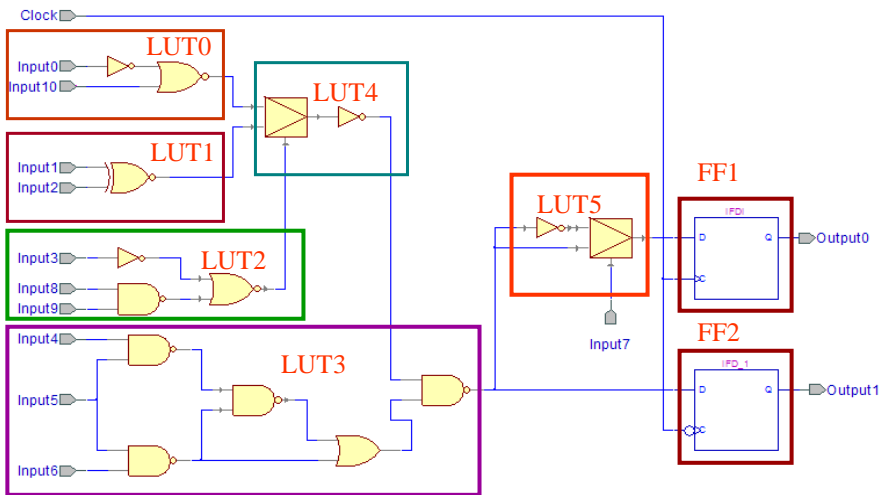 Clock
LUT0
Input0
Input10
LUT4
LUT1
Input1
Input2
FF1
LUT5
IFDI
D
Q
Output0
C
LUT2
Input3
Input8
Input9
Input7
FF2
Input4
LUT3
IFD_1
D
Q
Output1
Input5
C
Input6